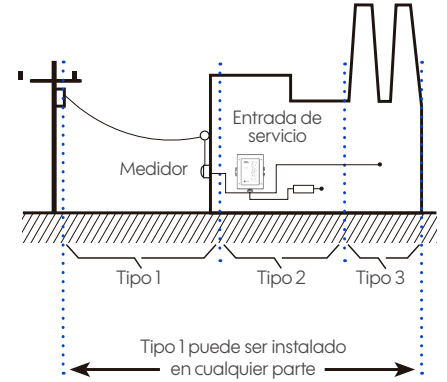 Entrada de
servicio
Medidor
Tipo 1
Tipo 2
Tipo 3
Tipo 1 puede ser instalado
en cualquier parte